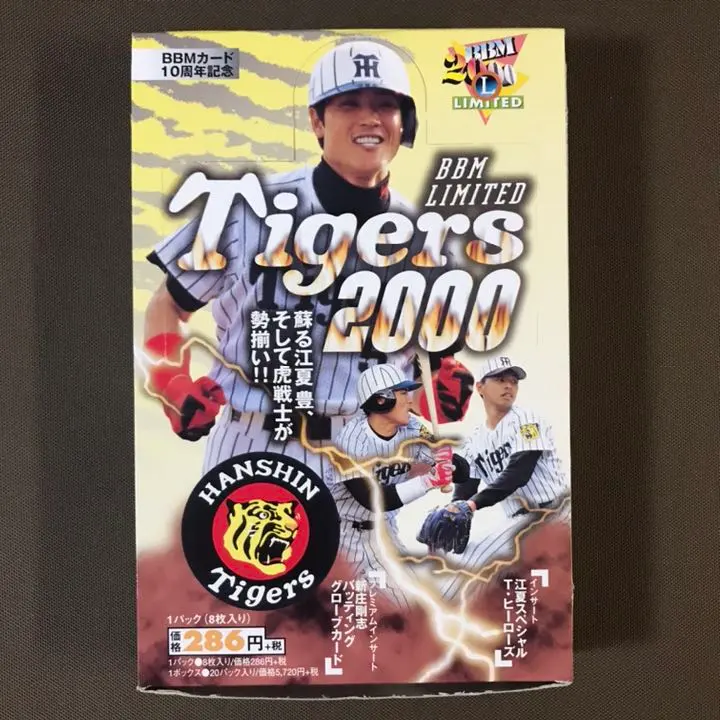 BBMカード
10周年記念
BBM
2000
L
LIMITED
TH
BBM
LIMITED
Tigers
2000
蘇る江夏 豊、
そして虎戦士が
勢揃い!!
Tigers
Tigers
HANSHIN
Tigers
プレミアムインサート
新庄剛志
バッティング
グローブカード
インサート
江夏スペシャル
T・ヒーローズ
1パック(8枚入り)
価格286円+税
1パック●8枚入り/価格286円+税
1ボックス●20パック入り/価格5,720円+税